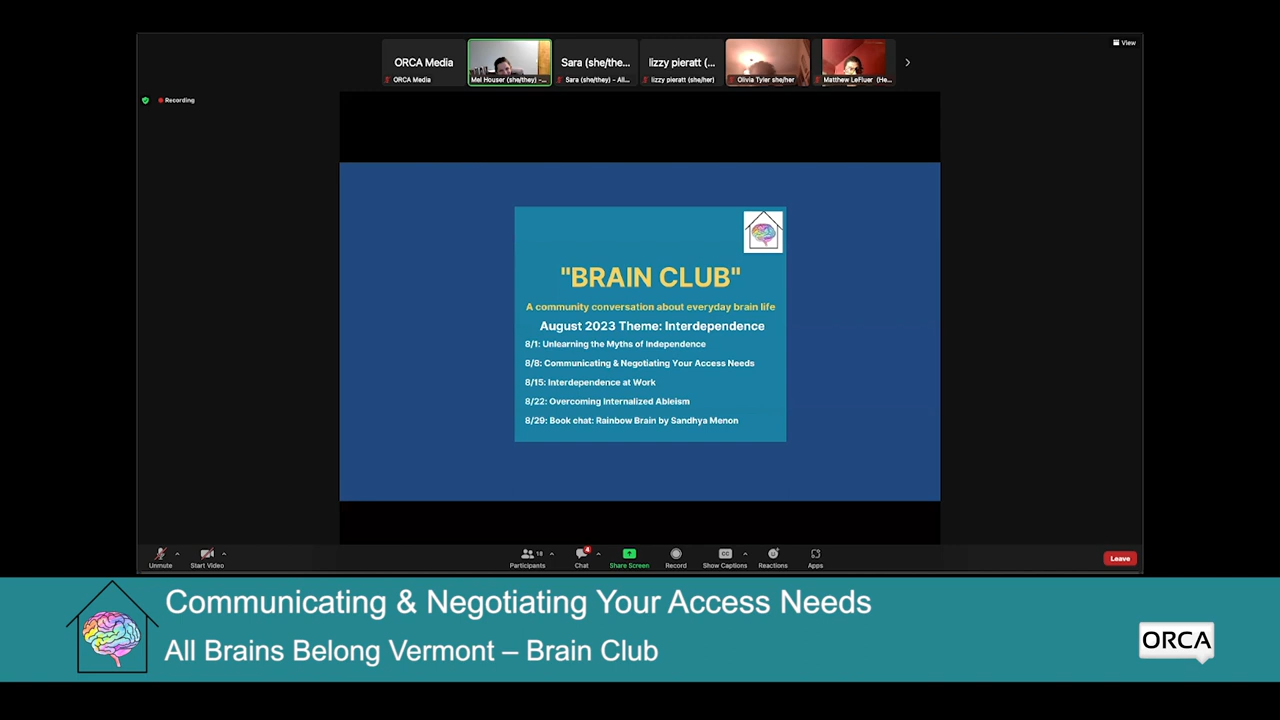 ORCA Media
ORCA Media
Mel Houser (she/they) -...
Sara (she/the...
Sara (she/they) - All...
lizzy pieratt (...
lizzy pieratt (she/her)
Olivia Tyler she/her
Matthew LeFluer (He...
View
Recording
"BRAIN CLUB"
A community conversation about everyday brain life
August 2023 Theme: Interdependence
8/1: Unlearning the Myths of Independence
8/8: Communicating & Negotiating Your Access Needs
8/15: Interdependence at Work
8/22: Overcoming Internalized Ableism
8/29: Book chat: Rainbow Brain by Sandhya Menon
Unmute
Start Video
18
Participants
4
Chat
Share Screen
Record
CC
Show Captions
Reactions
Apps
Leave
Communicating & Negotiating Your Access Needs
All Brains Belong Vermont – Brain Club
ORCA